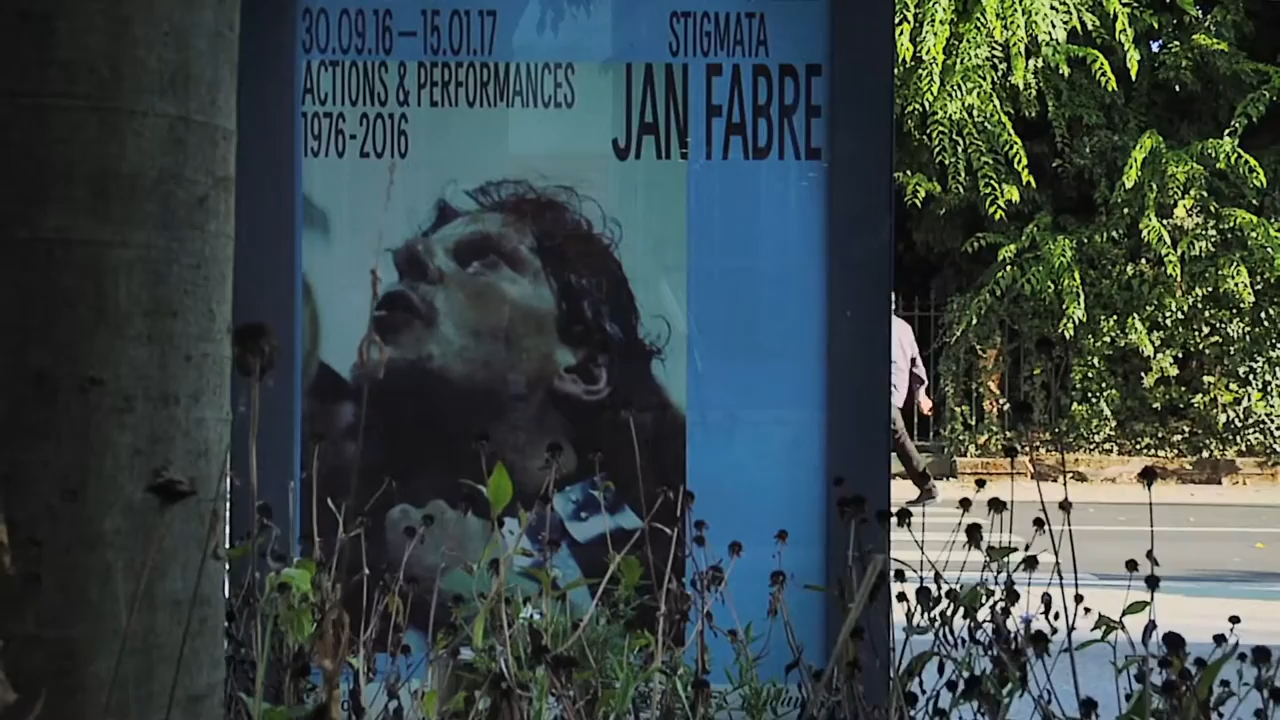 30.09.16—15.01.17
ACTIONS & PERFORMANCES
1976-2016
STIGMATA
JAN FABRE